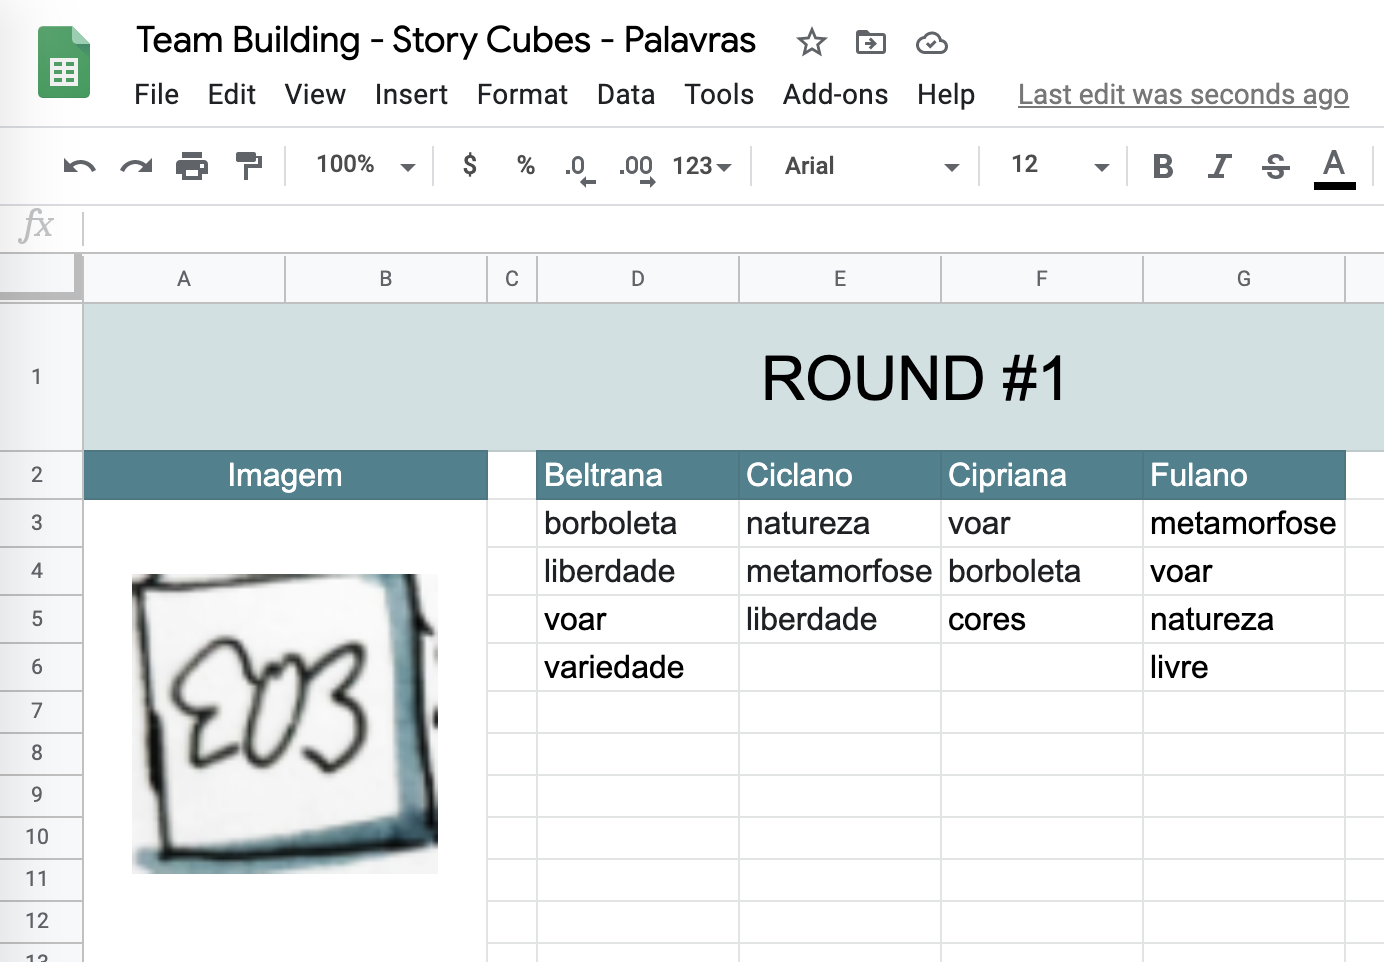 Team Building - Story Cubes - Palavras
File Edit View Insert Format Data Tools Add-ons Help Last edit was seconds ago
100% $ % .0 .00 123 Arial 12 B I S A
fx
A B C D E F G
1 ROUND #1
2 Imagem Beltrana Ciclano Cipriana Fulano
3 borboleta natureza voar metamorfose
4 liberdade metamorfose borboleta voar
5 voar liberdade cores natureza
6 variedade livre
7
8
9
10
11
12
13